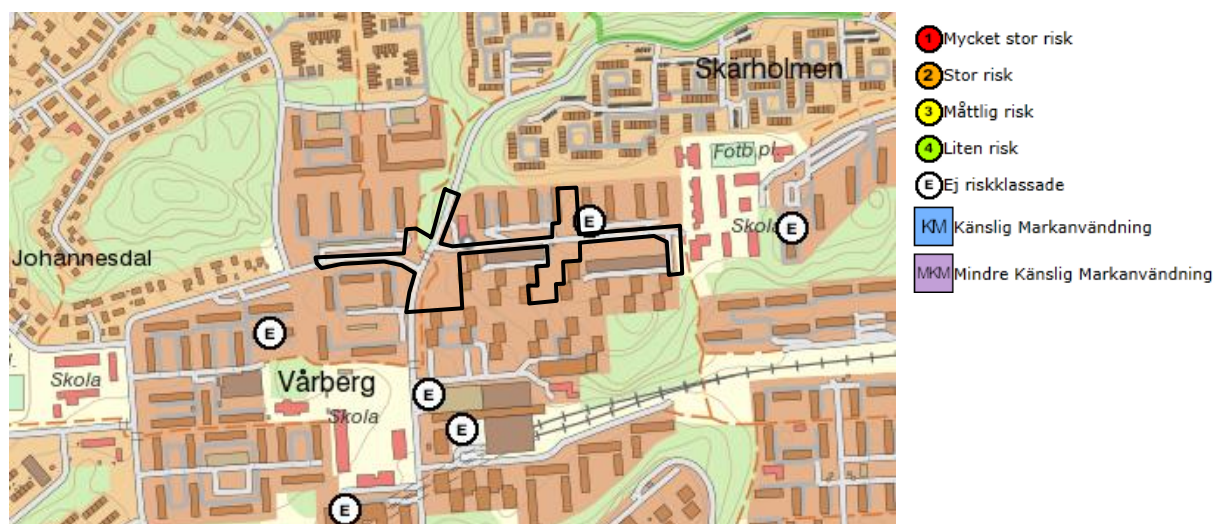 Skärholmen
Fotb.pl
Skola
E
E
Johannesdal
E
Skola
Vårberg
Skola
E
E
E
1 Mycket stor risk
2 Stor risk
3 Måttlig risk
4 Liten risk
E Ej riskklassade
KM Känslig Markanvändning
MKM Mindre Känslig Markanvändning